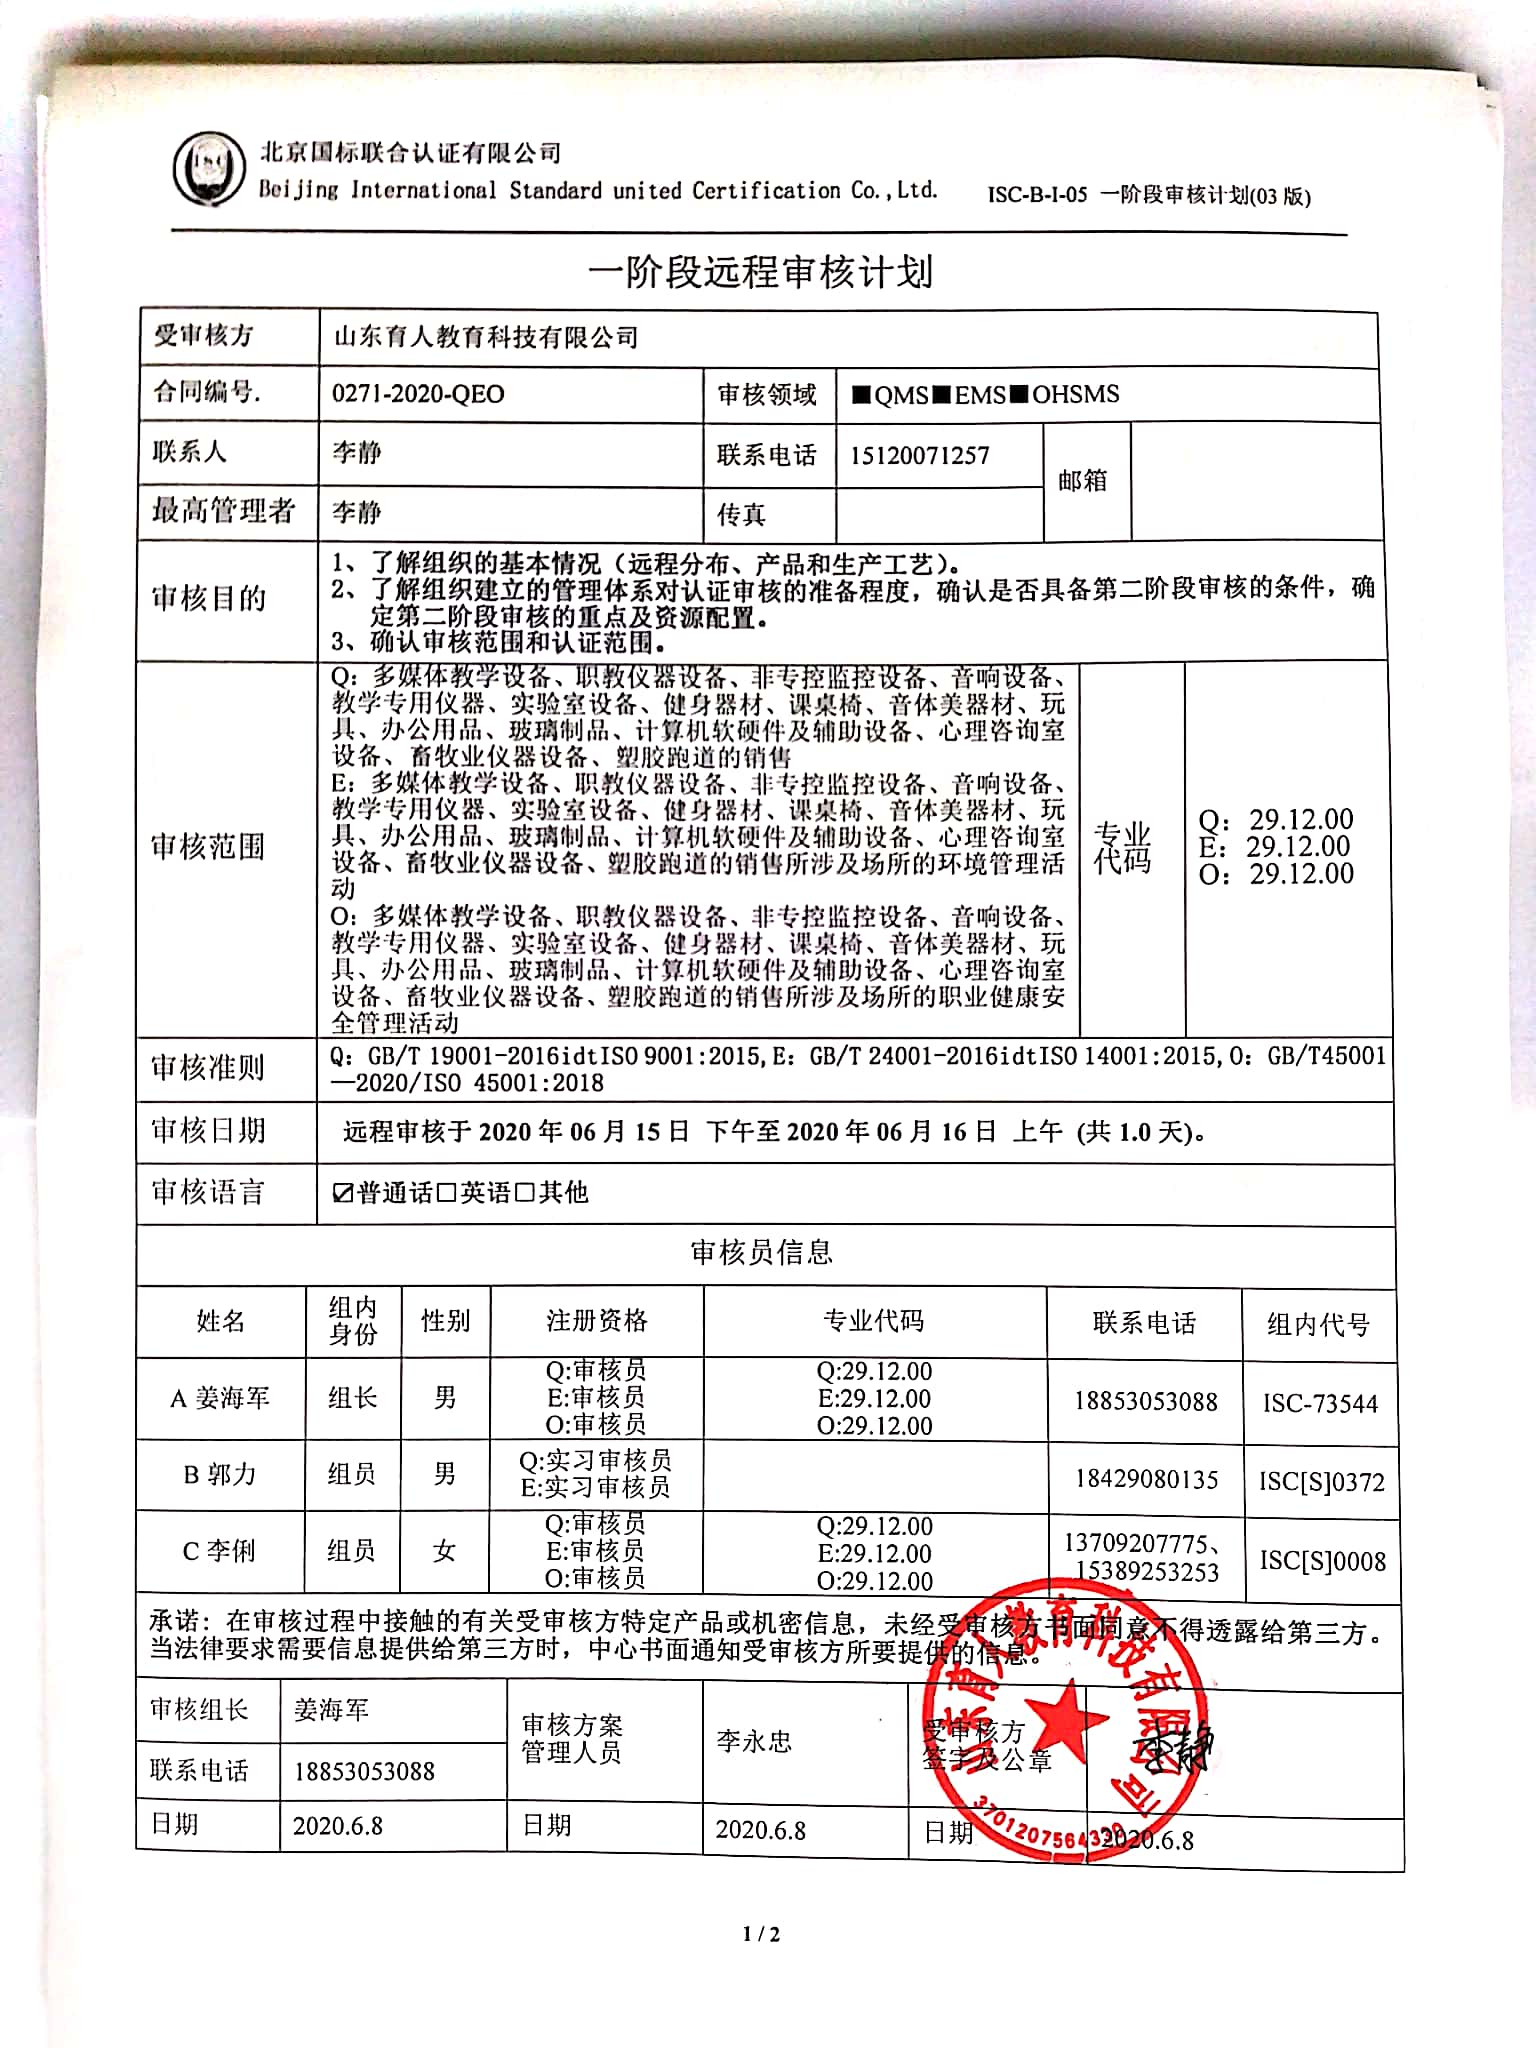 北京国标联合认证有限公司
Beijing International Standard united Certification Co.,Ltd. ISC-B-I-05 一阶段审核计划(03版)
一阶段远程审核计划
受审核方 山东育人教育科技有限公司
合同编号. 0271-2020-QEO 审核领域 ■QMS■EMS■OHSMS
联系人 李静 联系电话 15120071257 邮箱
最高管理者 李静 传真
审核目的
1、了解组织的基本情况（远程分布、产品和生产工艺）。
2、了解组织建立的管理体系对认证审核的准备程度，确认是否具备第二阶段审核的条件，确
定第二阶段审核的重点及资源配置。
3、确认审核范围和认证范围。
审核范围
Q：多媒体教学设备、职教仪器设备、非专控监控设备、音响设备、
教学专用仪器、实验室设备、健身器材、课桌椅、音体美器材、玩
具、办公用品、玻璃制品、计算机软硬件及辅助设备、心理咨询室
设备、畜牧业仪器设备、塑胶跑道的销售
E：多媒体教学设备、职教仪器设备、非专控监控设备、音响设备、
教学专用仪器、实验室设备、健身器材、课桌椅、音体美器材、玩
具、办公用品、玻璃制品、计算机软硬件及辅助设备、心理咨询室
设备、畜牧业仪器设备、塑胶跑道的销售所涉及场所的环境管理活
动
O：多媒体教学设备、职教仪器设备、非专控监控设备、音响设备、
教学专用仪器、实验室设备、健身器材、课桌椅、音体美器材、玩
具、办公用品、玻璃制品、计算机软硬件及辅助设备、心理咨询室
设备、畜牧业仪器设备、塑胶跑道的销售所涉及场所的职业健康安
全管理活动
专业
代码
Q：29.12.00
E：29.12.00
O：29.12.00
审核准则
Q：GB/T 19001-2016idtISO 9001:2015,E：GB/T 24001-2016idtISO 14001:2015,O：GB/T45001
—2020/ISO 45001:2018
审核日期 远程审核于 2020 年 06 月 15 日 下午至 2020 年 06 月 16 日 上午 (共 1.0 天)。
审核语言 ☑普通话□英语□其他
审核员信息
姓名 组内身份 性别 注册资格 专业代码 联系电话 组内代号
A 姜海军 组长 男 Q:审核员 Q:29.12.00 18853053088 ISC-73544
E:审核员 E:29.12.00
O:审核员 O:29.12.00
B 郭力 组员 男 Q:实习审核员 18429080135 ISC[S]0372
E:实习审核员
C 李俐 组员 女 Q:审核员 Q:29.12.00 13709207775、 ISC[S]0008
E:审核员 E:29.12.00 15389253253
O:审核员 O:29.12.00
承诺：在审核过程中接触的有关受审核方特定产品或机密信息，未经受审核方书面同意不得透露给第三方。
当法律要求需要信息提供给第三方时，中心书面通知受审核方所要提供的信息。
审核组长 姜海军 审核方案 李永忠 受审核方 李静
管理人员 签字及公章
联系电话 18853053088
日期 2020.6.8 日期 2020.6.8 日期 2020.6.8
山东育人教育科技有限公司
1 / 2